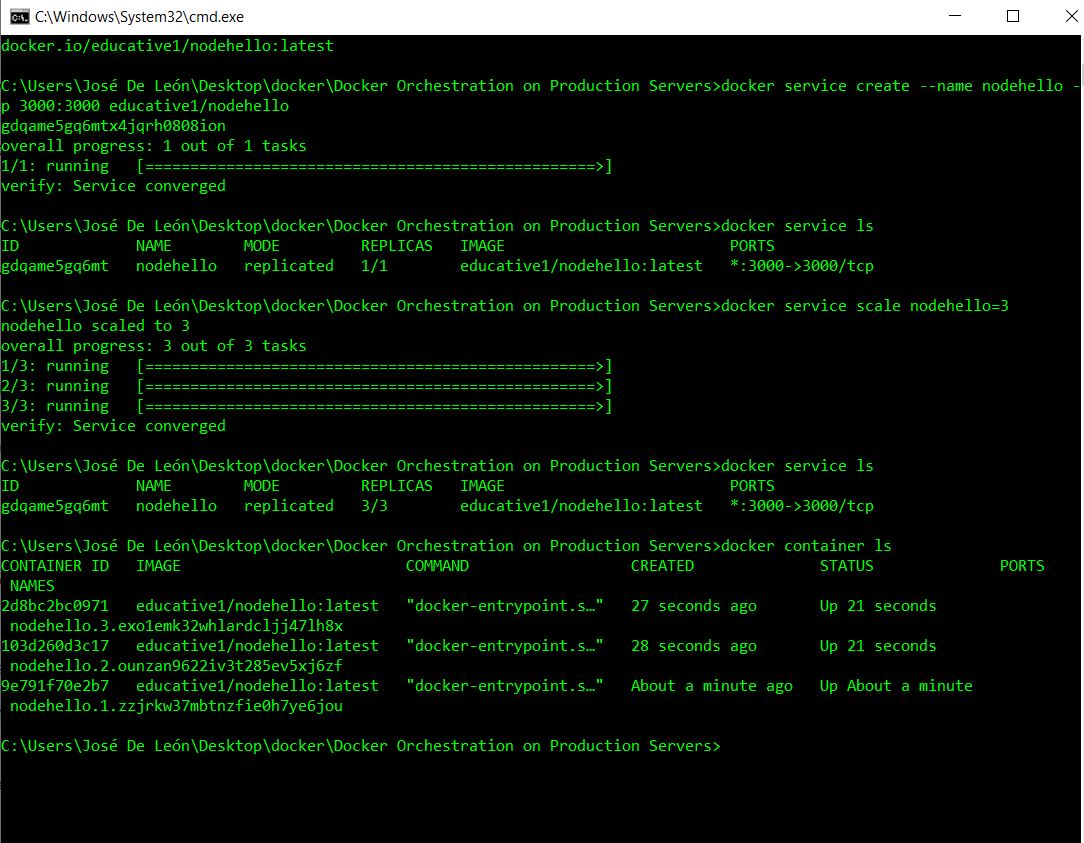 C:\Windows\System32\cmd.exe
docker.io/educative1/nodehello:latest
C:\Users\José De León\Desktop\docker\Docker Orchestration on Production Servers>docker service create --name nodehello -
p 3000:3000 educative1/nodehello
gdqame5gq6mtx4jqrh0808ion
overall progress: 1 out of 1 tasks
1/1: running   [==================================================>]
verify: Service converged
C:\Users\José De León\Desktop\docker\Docker Orchestration on Production Servers>docker service ls
ID             NAME        MODE         REPLICAS   IMAGE                         PORTS
gdqame5gq6mt   nodehello   replicated   1/1        educative1/nodehello:latest   *:3000->3000/tcp
C:\Users\José De León\Desktop\docker\Docker Orchestration on Production Servers>docker service scale nodehello=3
nodehello scaled to 3
overall progress: 3 out of 3 tasks
1/3: running   [==================================================>]
2/3: running   [==================================================>]
3/3: running   [==================================================>]
verify: Service converged
C:\Users\José De León\Desktop\docker\Docker Orchestration on Production Servers>docker service ls
ID             NAME        MODE         REPLICAS   IMAGE                         PORTS
gdqame5gq6mt   nodehello   replicated   3/3        educative1/nodehello:latest   *:3000->3000/tcp
C:\Users\José De León\Desktop\docker\Docker Orchestration on Production Servers>docker container ls
CONTAINER ID   IMAGE                         COMMAND                  CREATED              STATUS              PORTS
 NAMES
2d8bc2bc0971   educative1/nodehello:latest   "docker-entrypoint.s…"   27 seconds ago       Up 21 seconds
 nodehello.3.exo1emk32whlardcljj47lh8x
103d260d3c17   educative1/nodehello:latest   "docker-entrypoint.s…"   28 seconds ago       Up 21 seconds
 nodehello.2.ounzan9622iv3t285ev5xj6zf
9e791f70e2b7   educative1/nodehello:latest   "docker-entrypoint.s…"   About a minute ago   Up About a minute
 nodehello.1.zzjrkw37mbtnzfie0h7ye6jou
C:\Users\José De León\Desktop\docker\Docker Orchestration on Production Servers>